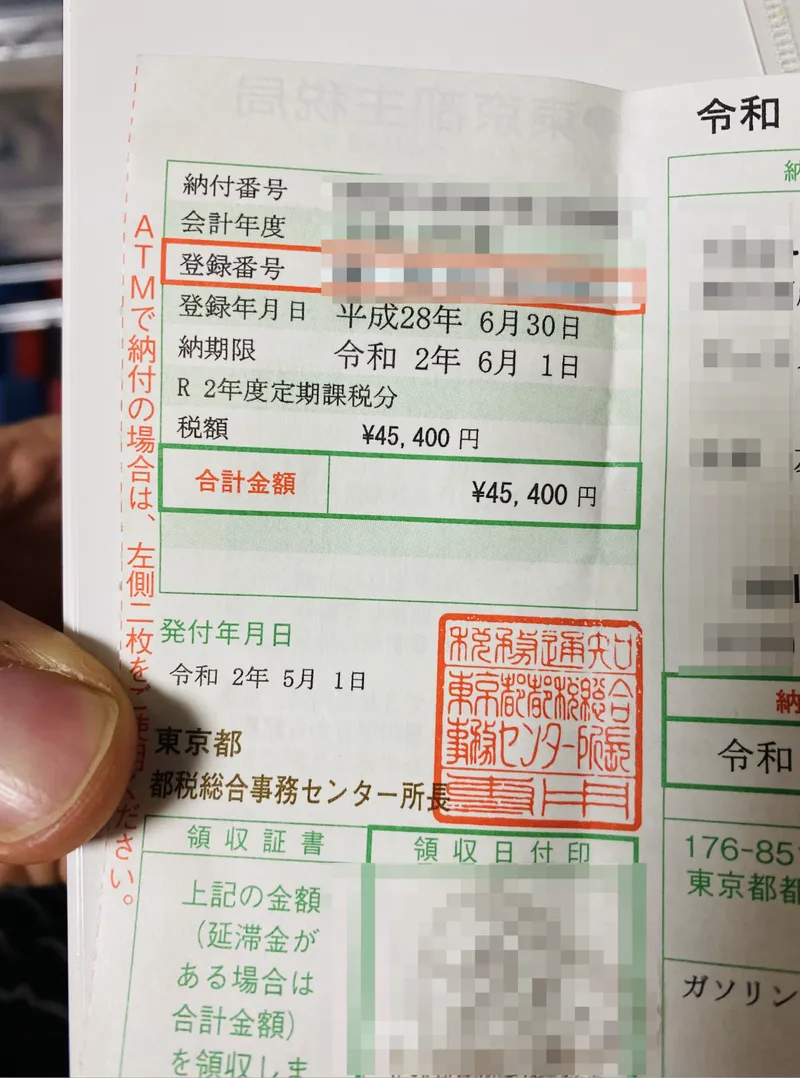 納付番号
会計年度
登録番号
登録年月日 平成28年 6月30日
納期限 令和 2年 6月 1日
R 2年度定期課税分
税額 ¥45,400 円
合計金額 ¥45,400 円
発付年月日
令和 2年 5月 1日
東京都
都税総合事務センター所長
税務通知
東京都都税総合
事務センター所長
専用
領収証書
領収日付印
上記の金額
(延滞金が
ある場合は
合計金額)
を領収しま
ATMで納付の場合は、左側二枚を
ください。
令和
納
令和
176-85
東京都都
ガソリン